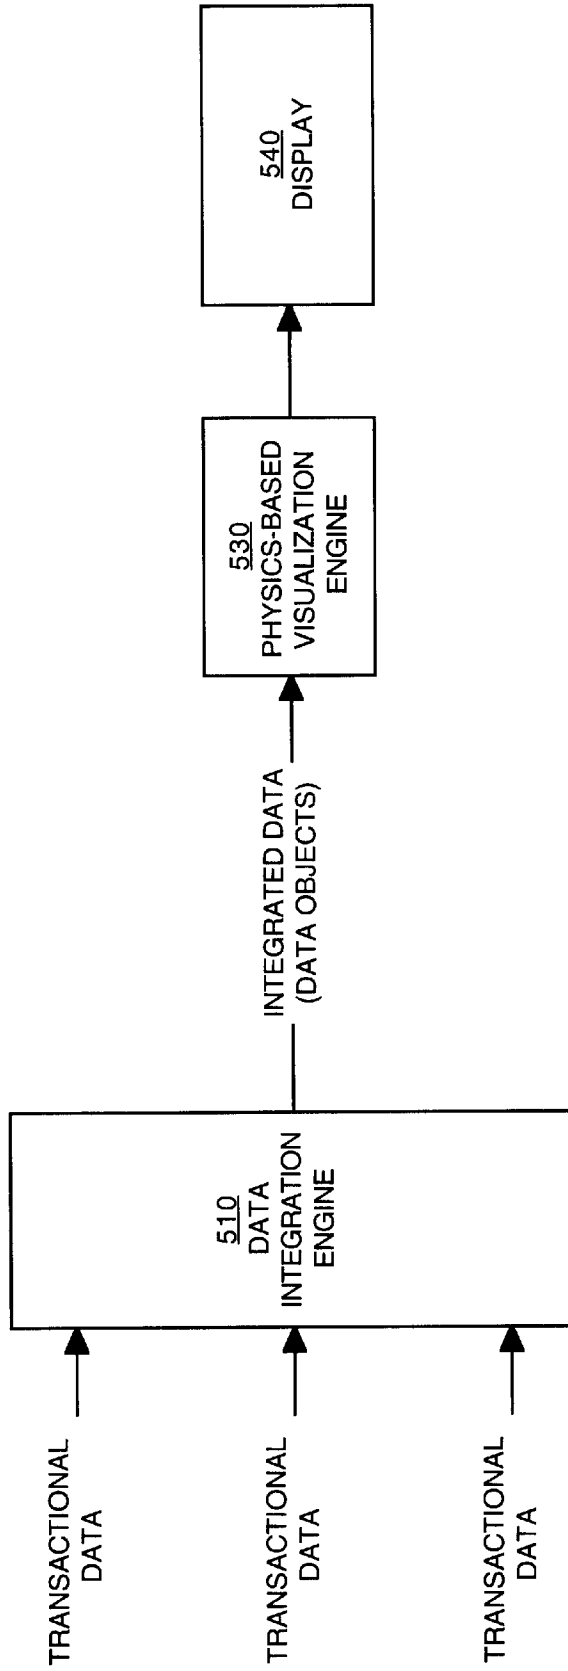 TRANSACTIONAL
DATA
TRANSACTIONAL
DATA
TRANSACTIONAL
DATA
510
DATA
INTEGRATION
ENGINE
INTEGRATED DATA
(DATA OBJECTS)
530
PHYSICS-BASED
VISUALIZATION
ENGINE
540
DISPLAY